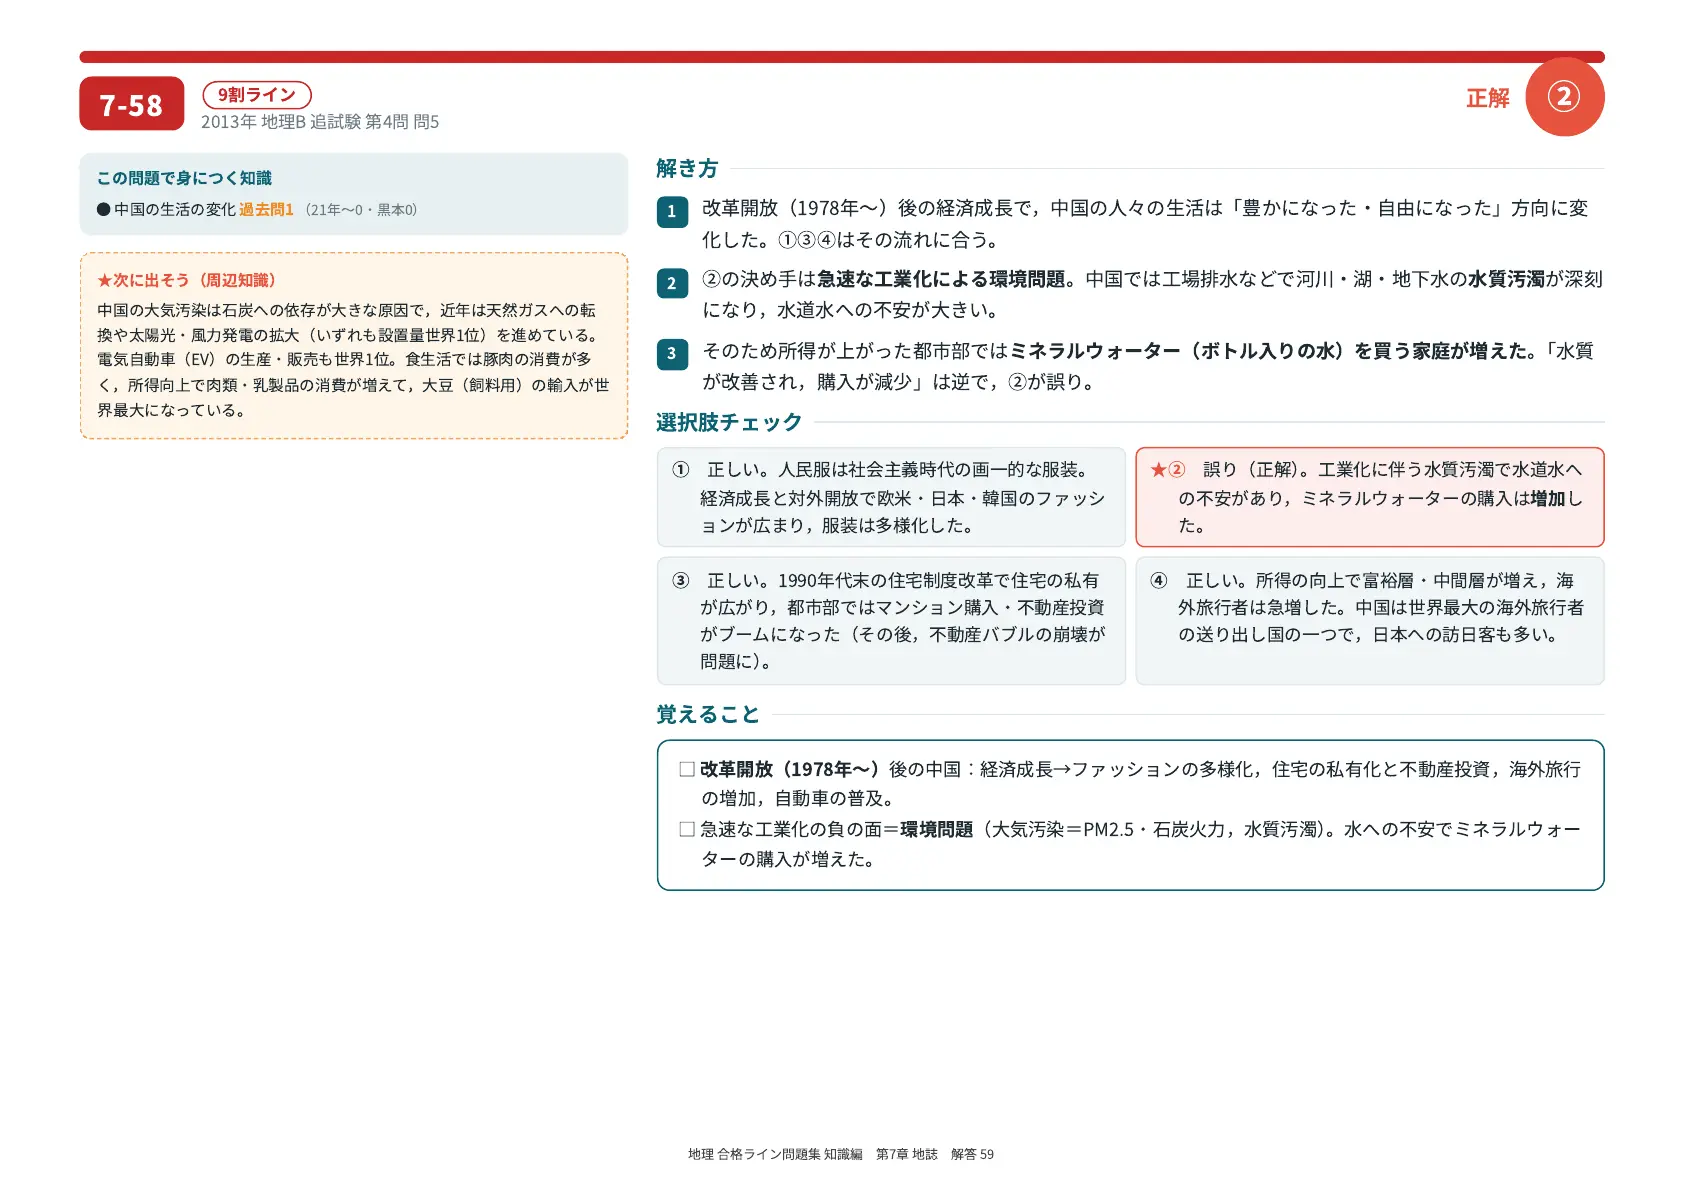 7-58
9割ライン
2013年 地理B 追試験 第4問 問5
正解 ②
この問題で身につく知識
● 中国の生活の変化 過去問1 （21年〜0・黒本0）
★次に出そう（周辺知識）
中国の大気汚染は石炭への依存が大きな原因で，近年は天然ガスへの転
換や太陽光・風力発電の拡大（いずれも設置量世界1位）を進めている。
電気自動車（EV）の生産・販売も世界1位。食生活では豚肉の消費が多
く，所得向上で肉類・乳製品の消費が増えて，大豆（飼料用）の輸入が世
界最大になっている。
解き方
1 改革開放（1978年〜）後の経済成長で，中国の人々の生活は「豊かになった・自由になった」方向に変
化した。①③④はその流れに合う。
2 ②の決め手は急速な工業化による環境問題。中国では工場排水などで河川・湖・地下水の水質汚濁が深刻
になり，水道水への不安が大きい。
3 そのため所得が上がった都市部ではミネラルウォーター（ボトル入りの水）を買う家庭が増えた。「水質
が改善され，購入が減少」は逆で，②が誤り。
選択肢チェック
① 正しい。人民服は社会主義時代の画一的な服装。
経済成長と対外開放で欧米・日本・韓国のファッシ
ョンが広まり，服装は多様化した。
★② 誤り（正解）。工業化に伴う水質汚濁で水道水へ
の不安があり，ミネラルウォーターの購入は増加し
た。
③ 正しい。1990年代末の住宅制度改革で住宅の私有
が広がり，都市部ではマンション購入・不動産投資
がブームになった（その後，不動産バブルの崩壊が
問題に）。
④ 正しい。所得の向上で富裕層・中間層が増え，海
外旅行者は急増した。中国は世界最大の海外旅行者
の送り出し国の一つで，日本への訪日客も多い。
覚えること
□ 改革開放（1978年〜）後の中国：経済成長→ファッションの多様化，住宅の私有化と不動産投資，海外旅行
の増加，自動車の普及。
□ 急速な工業化の負の面＝環境問題（大気汚染＝PM2.5・石炭火力，水質汚濁）。水への不安でミネラルウォー
ターの購入が増えた。
地理 合格ライン問題集 知識編　第7章 地誌　解答 59